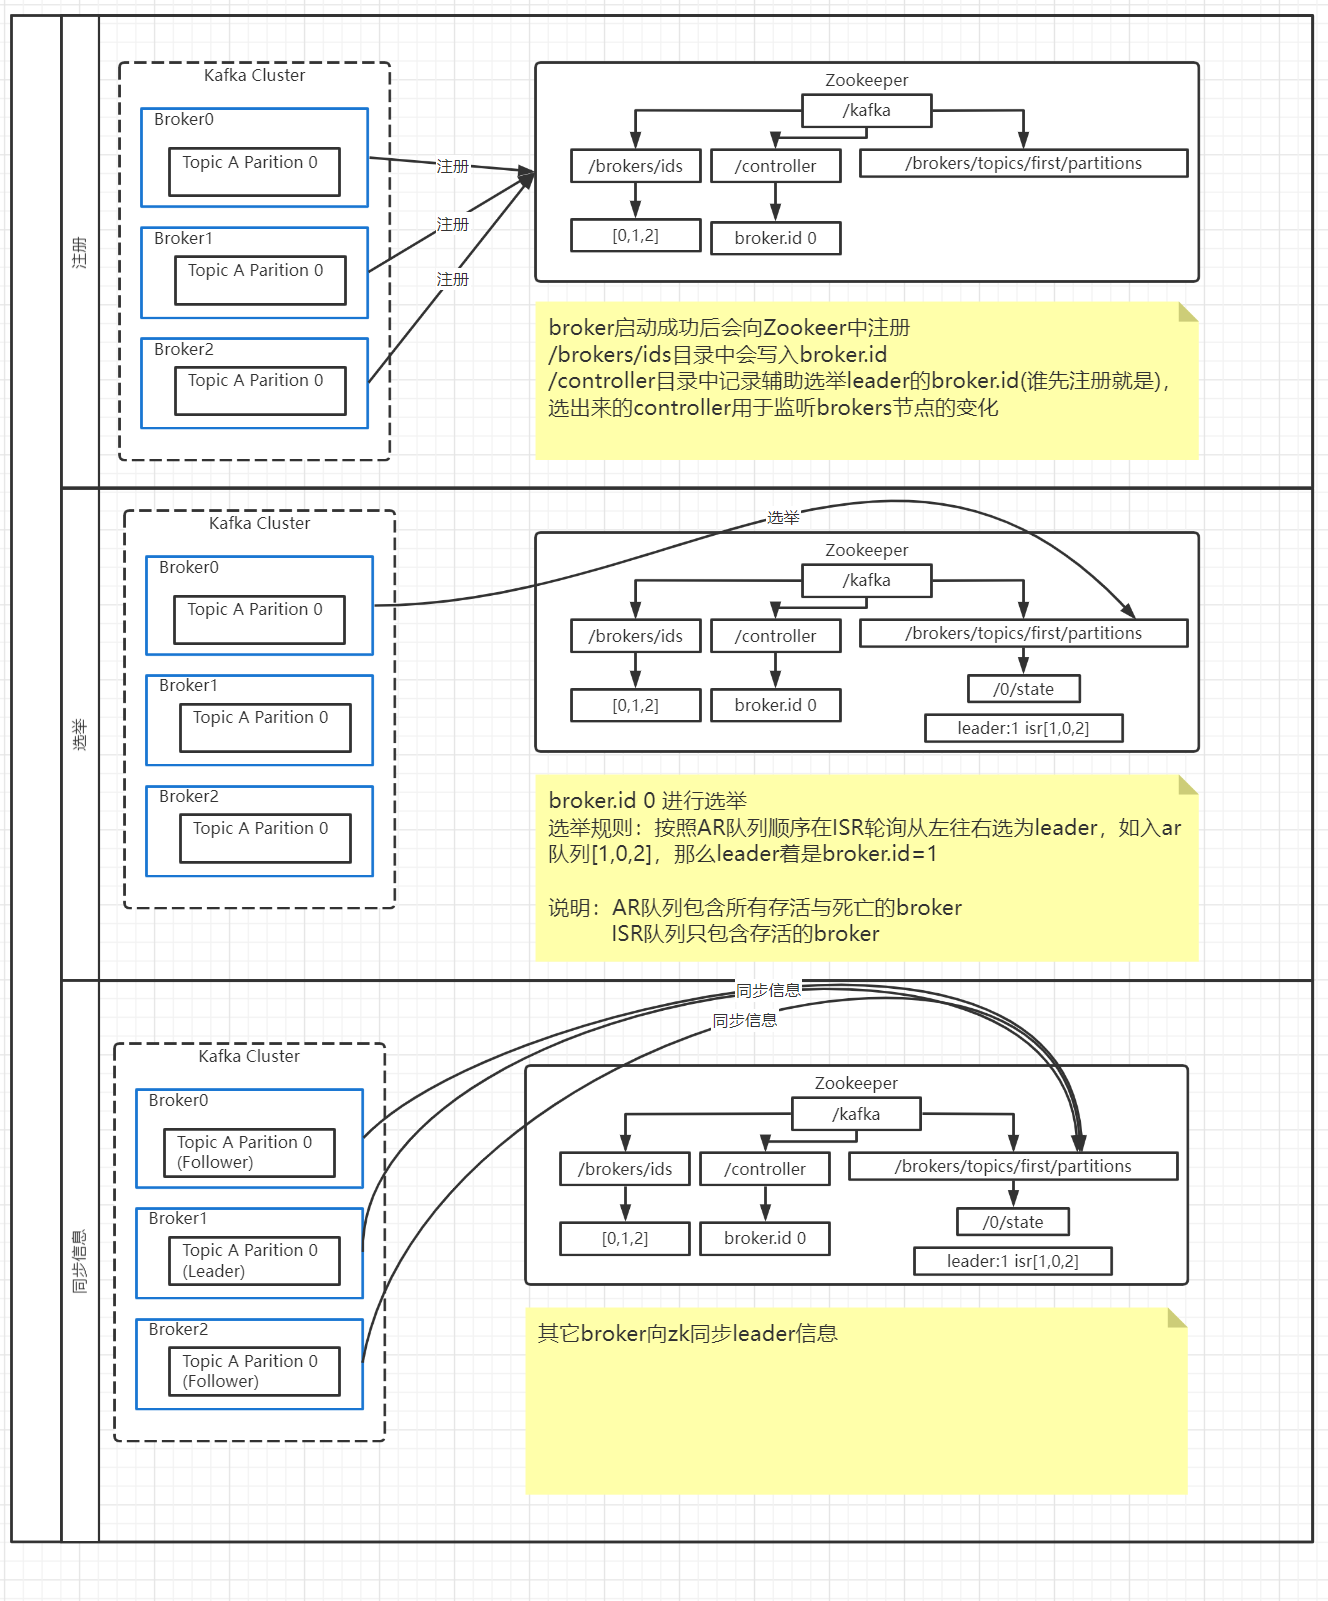 注册
Kafka Cluster
Broker0
Topic A Parition 0
Broker1
Topic A Parition 0
Broker2
Topic A Parition 0
注册
注册
注册
Zookeeper
/kafka
/brokers/ids
/controller
/brokers/topics/first/partitions
[0,1,2]
broker.id 0
broker启动成功后会向Zookeer中注册
/brokers/ids目录中会写入broker.id
/controller目录中记录辅助选举leader的broker.id(谁先注册就是)，
选出来的controller用于监听brokers节点的变化
选举
Kafka Cluster
Broker0
Topic A Parition 0
Broker1
Topic A Parition 0
Broker2
Topic A Parition 0
选举
Zookeeper
/kafka
/brokers/ids
/controller
/brokers/topics/first/partitions
[0,1,2]
broker.id 0
/0/state
leader:1 isr[1,0,2]
broker.id 0 进行选举
选举规则：按照AR队列顺序在ISR轮询从左往右选为leader，如入ar
队列[1,0,2]，那么leader着是broker.id=1
说明：AR队列包含所有存活与死亡的broker
ISR队列只包含存活的broker
同步信息
Kafka Cluster
Broker0
Topic A Parition 0
(Follower)
Broker1
Topic A Parition 0
(Leader)
Broker2
Topic A Parition 0
(Follower)
同步信息
同步信息
Zookeeper
/kafka
/brokers/ids
/controller
/brokers/topics/first/partitions
[0,1,2]
broker.id 0
/0/state
leader:1 isr[1,0,2]
其它broker向zk同步leader信息